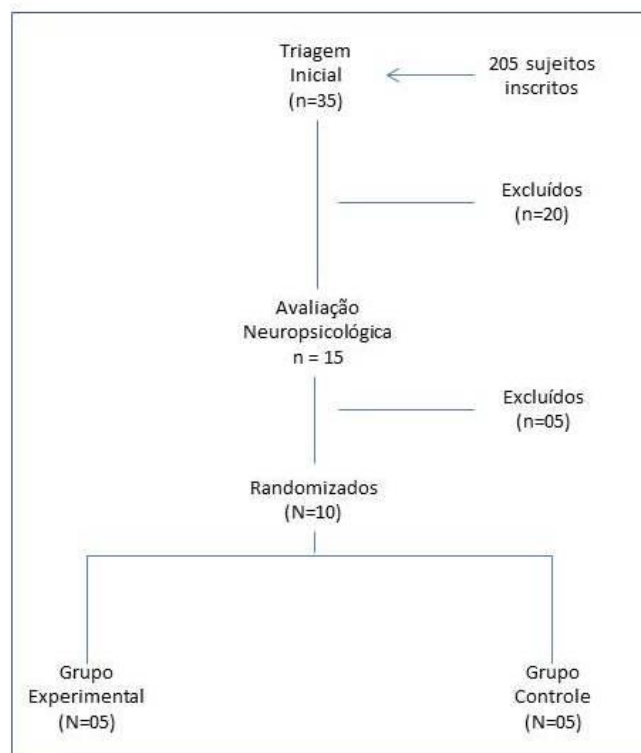 Triagem
Inicial
(n=35)
205 sujeitos
inscritos
Excluídos
(n=20)
Avaliação
Neuropsicológica
n = 15
Excluídos
(n=05)
Randomizados
(N=10)
Grupo
Experimental
(N=05)
Grupo
Controle
(N=05)